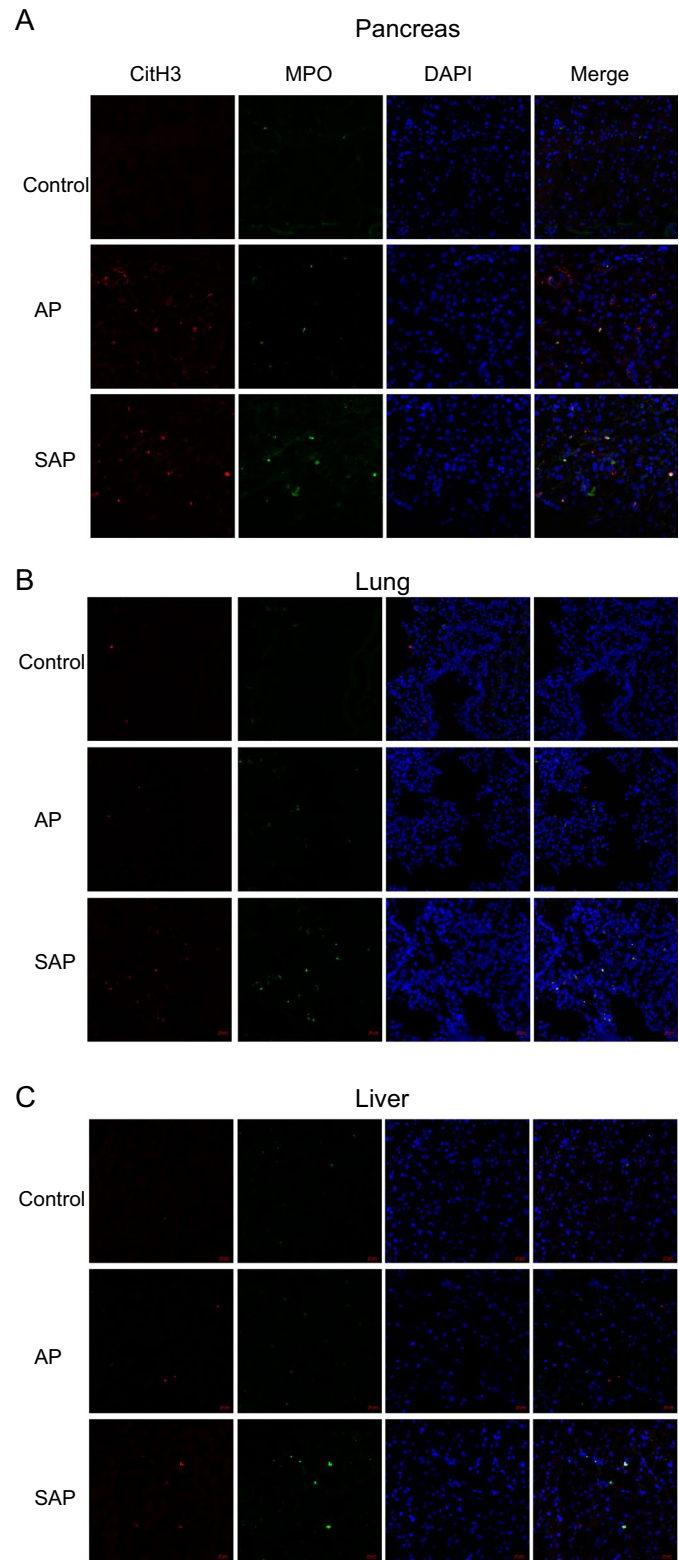 A
Pancreas
CitH3 MPO DAPI Merge
Control
AP
SAP
B
Lung
Control
AP
SAP
C
Liver
Control
AP
SAP